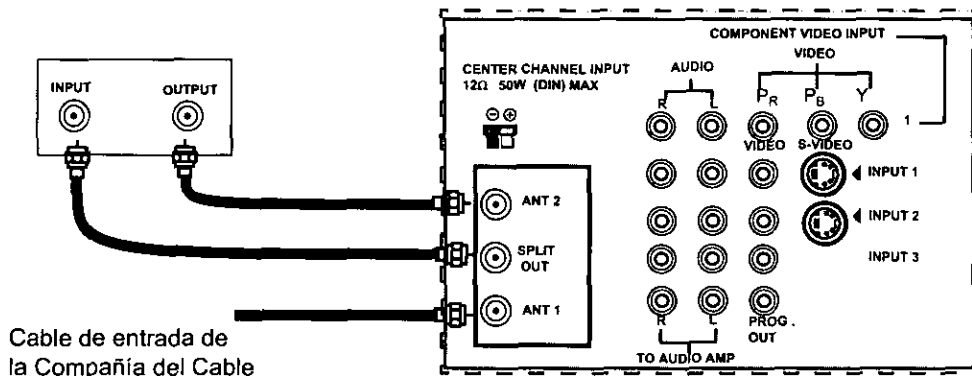 INPUT
OUTPUT
Cable de entrada de
la Compañía del Cable
COMPONENT VIDEO INPUT
VIDEO
AUDIO
CENTER CHANNEL INPUT
12Ω 50W (DIN) MAX
⊖ ⊕
R L PR PB Y
1
VIDEO S-VIDEO
INPUT 1
INPUT 2
INPUT 3
ANT 2
SPLIT
OUT
ANT 1
R L PROG.
OUT
TO AUDIO AMP